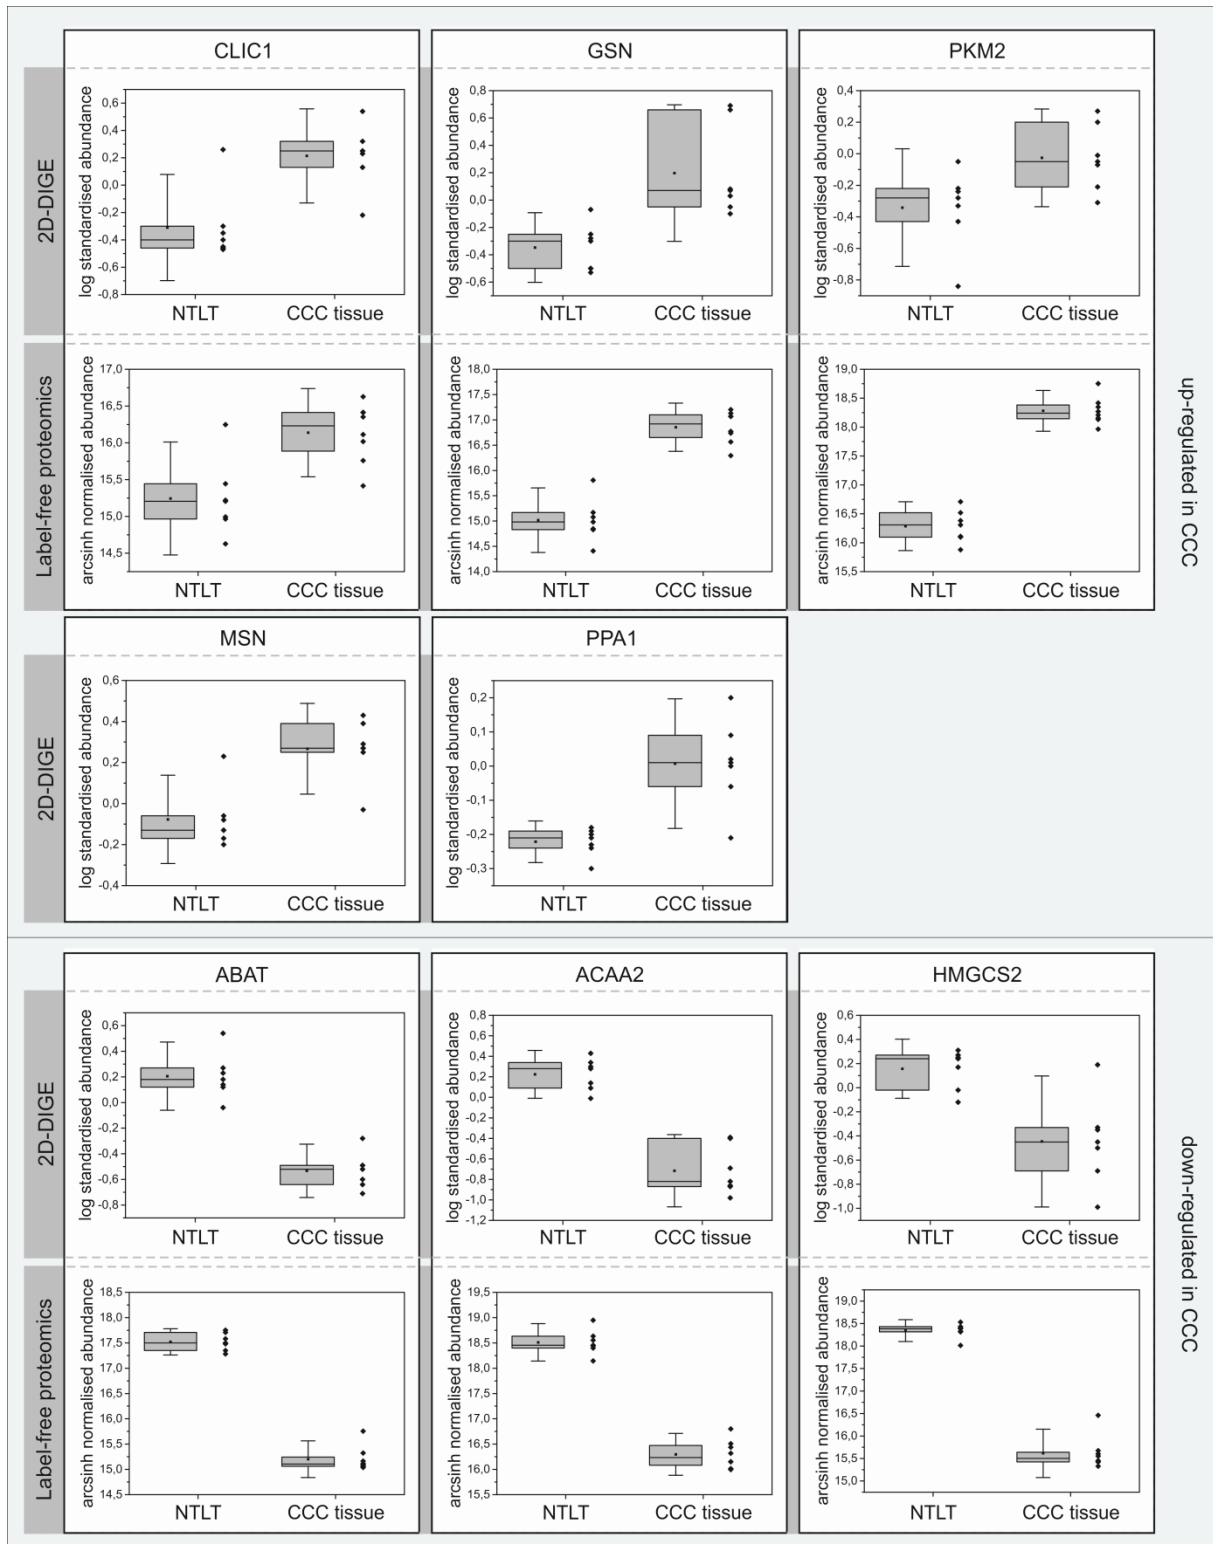 CLIC1
2D-DIGE
log standardised abundance
0,6
0,4
0,2
0,0
-0,2
-0,4
-0,6
-0,8
NTLT CCC tissue
GSN
log standardised abundance
0,8
0,6
0,4
0,2
0,0
-0,2
-0,4
-0,6
NTLT CCC tissue
PKM2
log standardised abundance
0,4
0,2
0,0
-0,2
-0,4
-0,6
-0,8
NTLT CCC tissue
Label-free proteomics
arcsinh normalised abundance
17,0
16,5
16,0
15,5
15,0
14,5
NTLT CCC tissue
arcsinh normalised abundance
18,0
17,5
17,0
16,5
16,0
15,5
15,0
14,5
14,0
NTLT CCC tissue
arcsinh normalised abundance
19,0
18,5
18,0
17,5
17,0
16,5
16,0
15,5
NTLT CCC tissue
up-regulated in CCC
MSN
2D-DIGE
log standardised abundance
0,6
0,4
0,2
0,0
-0,2
-0,4
NTLT CCC tissue
PPA1
log standardised abundance
0,2
0,1
0,0
-0,1
-0,2
-0,3
NTLT CCC tissue
ABAT
2D-DIGE
log standardised abundance
0,6
0,4
0,2
0,0
-0,2
-0,4
-0,6
-0,8
NTLT CCC tissue
ACAA2
log standardised abundance
0,8
0,6
0,4
0,2
0,0
-0,2
-0,4
-0,6
-0,8
-1,0
-1,2
NTLT CCC tissue
HMGCS2
log standardised abundance
0,6
0,4
0,2
0,0
-0,2
-0,4
-0,6
-0,8
-1,0
NTLT CCC tissue
Label-free proteomics
arcsinh normalised abundance
18,5
18,0
17,5
17,0
16,5
16,0
15,5
15,0
14,5
NTLT CCC tissue
arcsinh normalised abundance
19,5
19,0
18,5
18,0
17,5
17,0
16,5
16,0
15,5
NTLT CCC tissue
arcsinh normalised abundance
19,0
18,5
18,0
17,5
17,0
16,5
16,0
15,5
15,0
NTLT CCC tissue
down-regulated in CCC